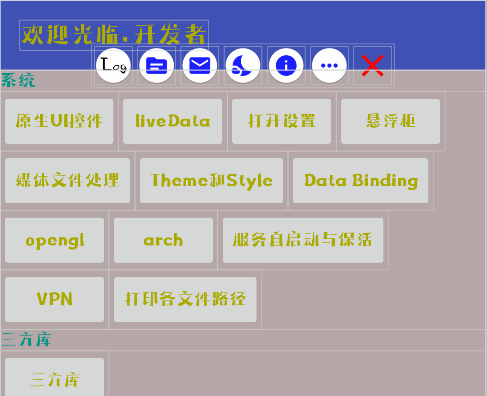 欢迎光临.开发者
Log
系统
原生UI控件 liveData 打开设置 悬浮框
媒体文件处理 Theme和Style Data Binding
opengl arch 服务自启动与保活
VPN 打印各文件路径
三方库
三方库